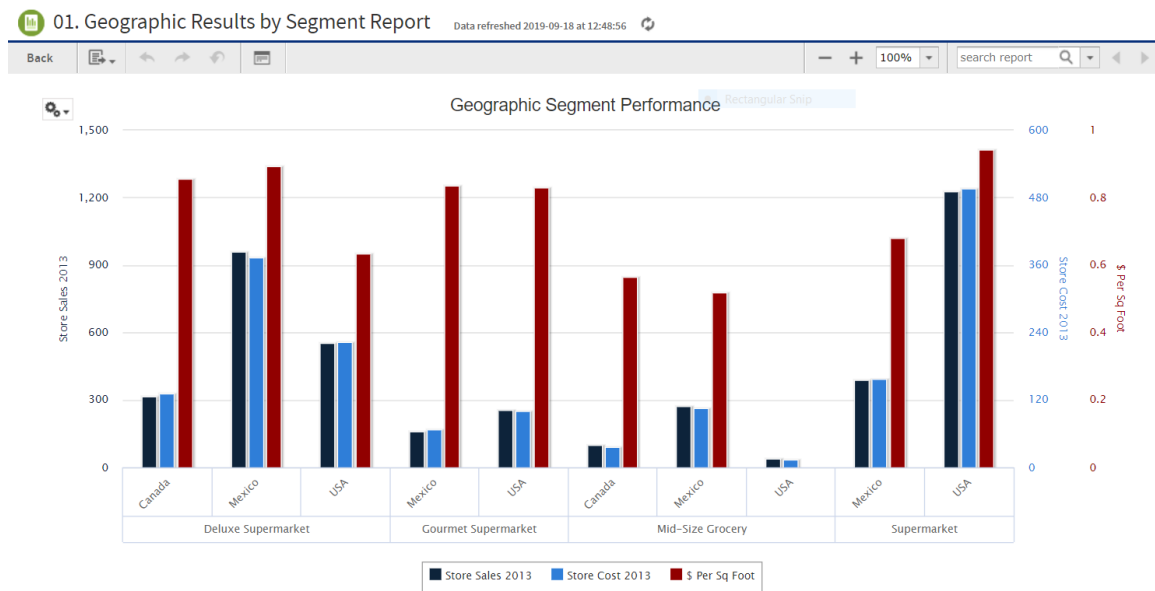 01. Geographic Results by Segment Report Data refreshed 2019-09-18 at 12:48:56
Back 100% search report
Geographic Segment Performance Rectangular Snip
1,500 600 1
1,200 480 0.8
900 360 0.6
600 240 0.4
300 120 0.2
0 0 0
Store Sales 2013
Store Cost 2013
$ Per Sq Foot
Canada Mexico USA Mexico USA Canada Mexico USA Mexico USA
Deluxe Supermarket Gourmet Supermarket Mid-Size Grocery Supermarket
Store Sales 2013 Store Cost 2013 $ Per Sq Foot